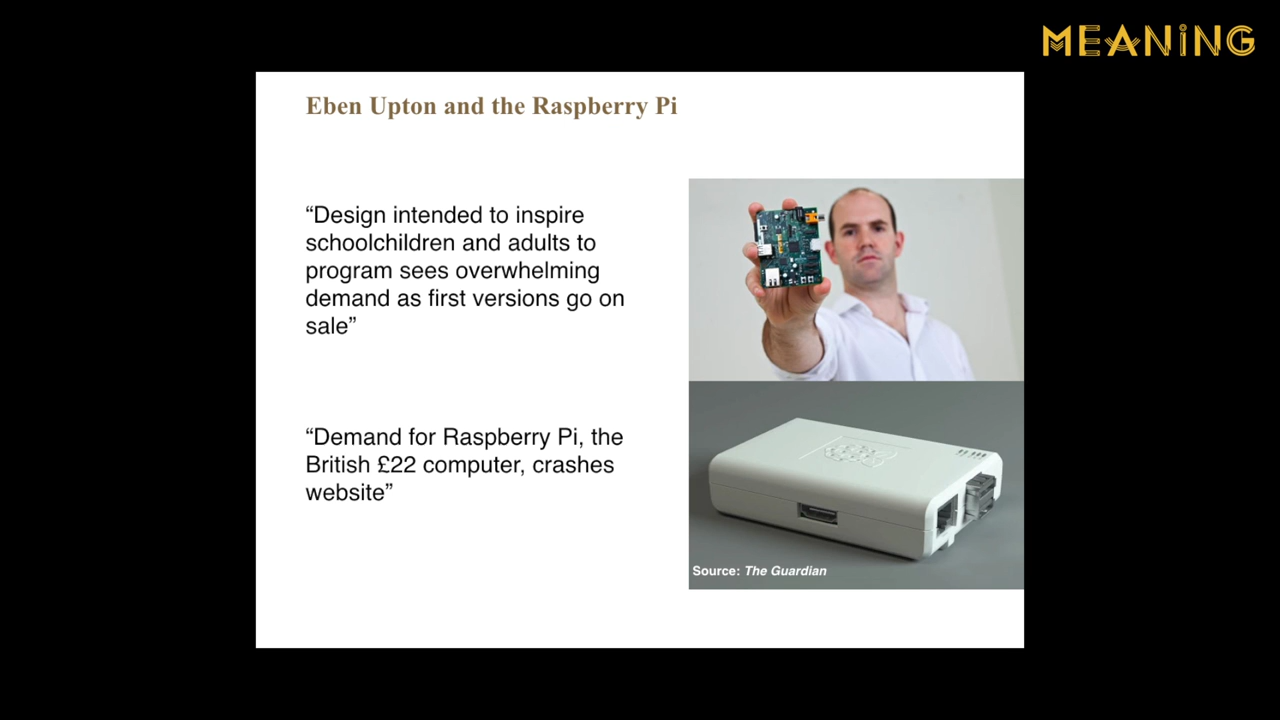 MEANiNG
Eben Upton and the Raspberry Pi
“Design intended to inspire
schoolchildren and adults to
program sees overwhelming
demand as first versions go on
sale”
“Demand for Raspberry Pi, the
British £22 computer, crashes
website”
Source: The Guardian